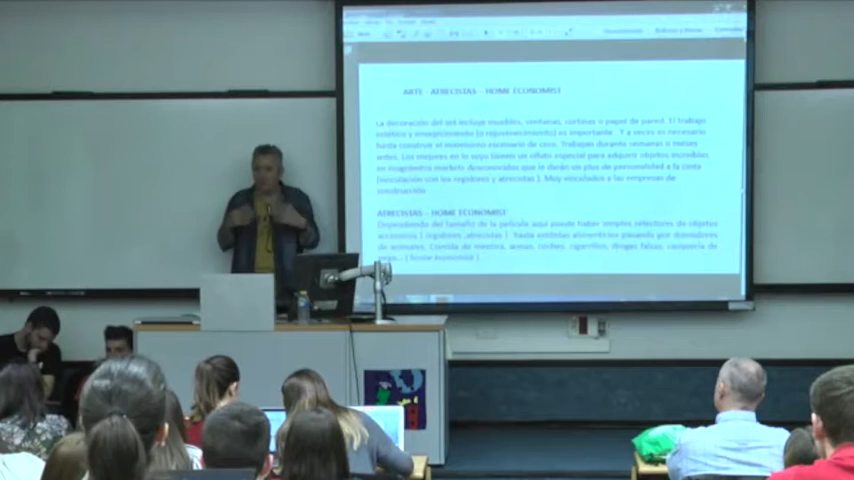 ARTE - ATRECISTAS - HOME ECONOMIST
La decoración del set incluye muebles, ventanas, cortinas o papel de pared. El trabajo
estético y envejecimiento (o rejuvenecimiento) es importante. Y a veces es necesario
hasta construir el mismísimo escenario de cero. Trabajan durante semanas o meses
antes. Los mejores en lo suyo tienen un olfato especial para adquirir objetos increíbles
en desconocidos que le darán un plus de personalidad a la cinta
(vinculación con los regidores y atrecistas). Muy vinculados a las empresas de
construcción
ATRECISTAS - HOME ECONOMIST
Dependiendo del tamaño de la película aquí puede haber simples selectores de objetos
accesorios ( regidores, atrecistas ) hasta estilistas alimenticios pasando por domadores
de animales. Comida de mentira, armas, coches, cigarrillos, drogas falsas, casquería de
pega... ( home economist ).